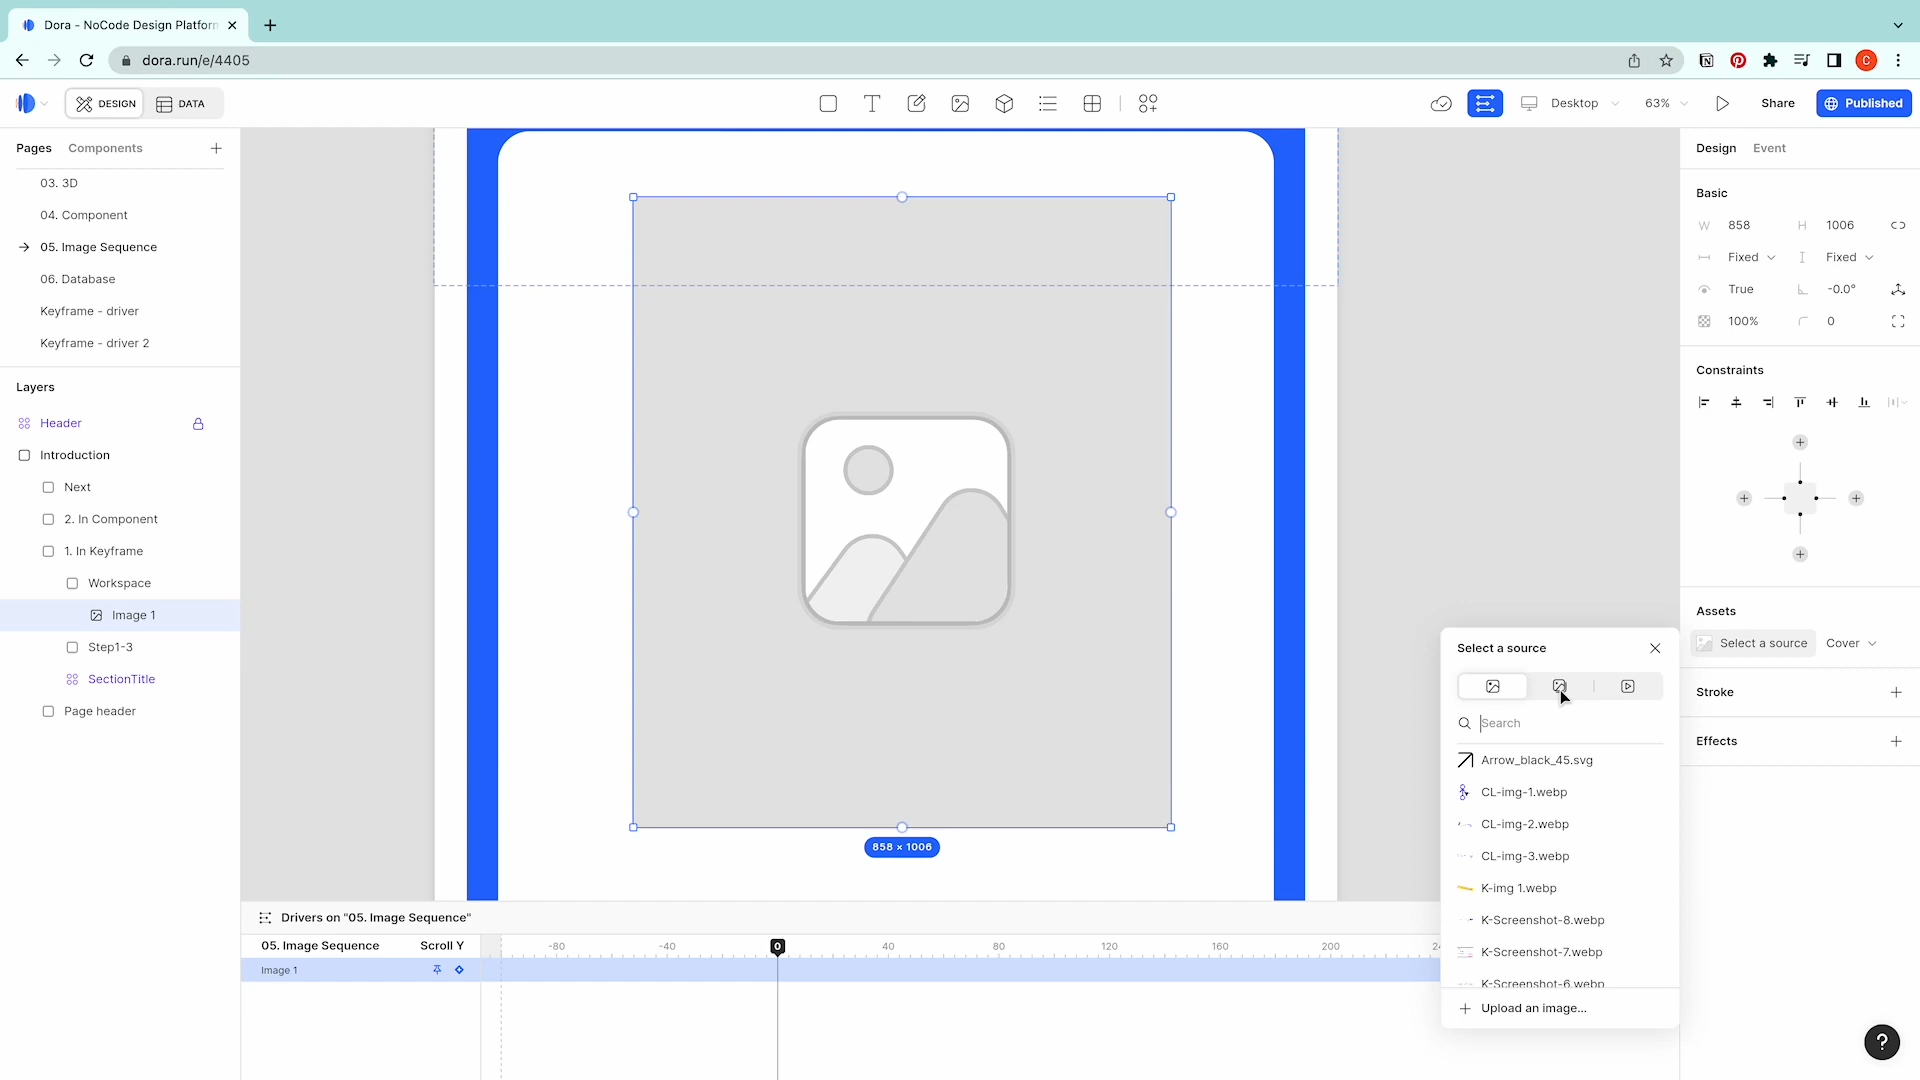 Dora - NoCode Design Platform
dora.run/e/4405
C
DESIGN
DATA
Desktop
63%
Share
Published
Pages
Components
03. 3D
04. Component
05. Image Sequence
06. Database
Keyframe - driver
Keyframe - driver 2
Layers
Header
Introduction
Next
2. In Component
1. In Keyframe
Workspace
Image 1
Step1-3
SectionTitle
Page header
858 × 1006
Drivers on "05. Image Sequence"
05. Image Sequence
Scroll Y
-80
-40
0
40
80
120
160
200
Image 1
Select a source
Search
Arrow_black_45.svg
CL-img-1.webp
CL-img-2.webp
CL-img-3.webp
K-img 1.webp
K-Screenshot-8.webp
K-Screenshot-7.webp
K-Screenshot-6.webp
Upload an image...
Design
Event
Basic
W 858
H 1006
Fixed
Fixed
True
-0.0°
100%
0
Constraints
Assets
Select a source
Cover
Stroke
Effects
?